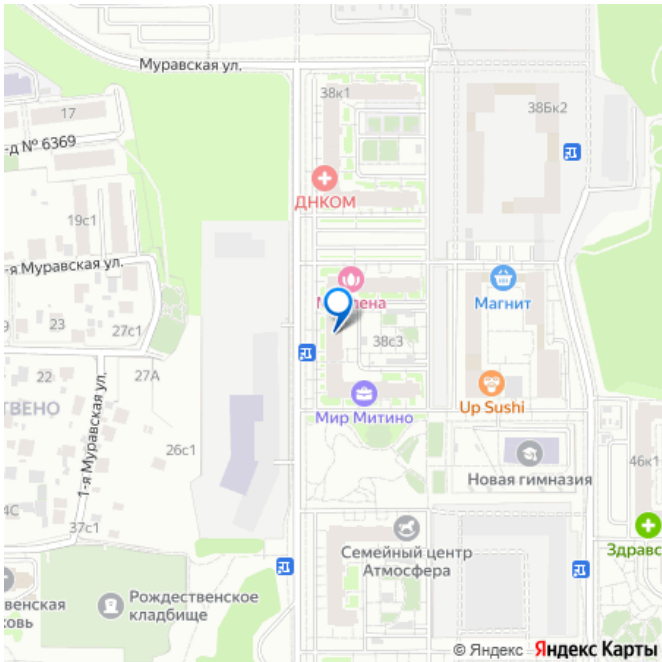 Муравская ул.
38к1
17
38Бк2
-д № 6369
ДНКОМ
19с1
-я Муравская ул.
Магнит
23
27с1
38с3
22
27А
ТВЕНО
Мир Митино
Up Sushi
1-я Муравская ул.
26с1
46к1
Новая гимназия
4С
37с1
Семейный центр
Атмосфера
Здравс
венская
ковь
Рождественское
кладбище
© Яндекс Яндекс Карты